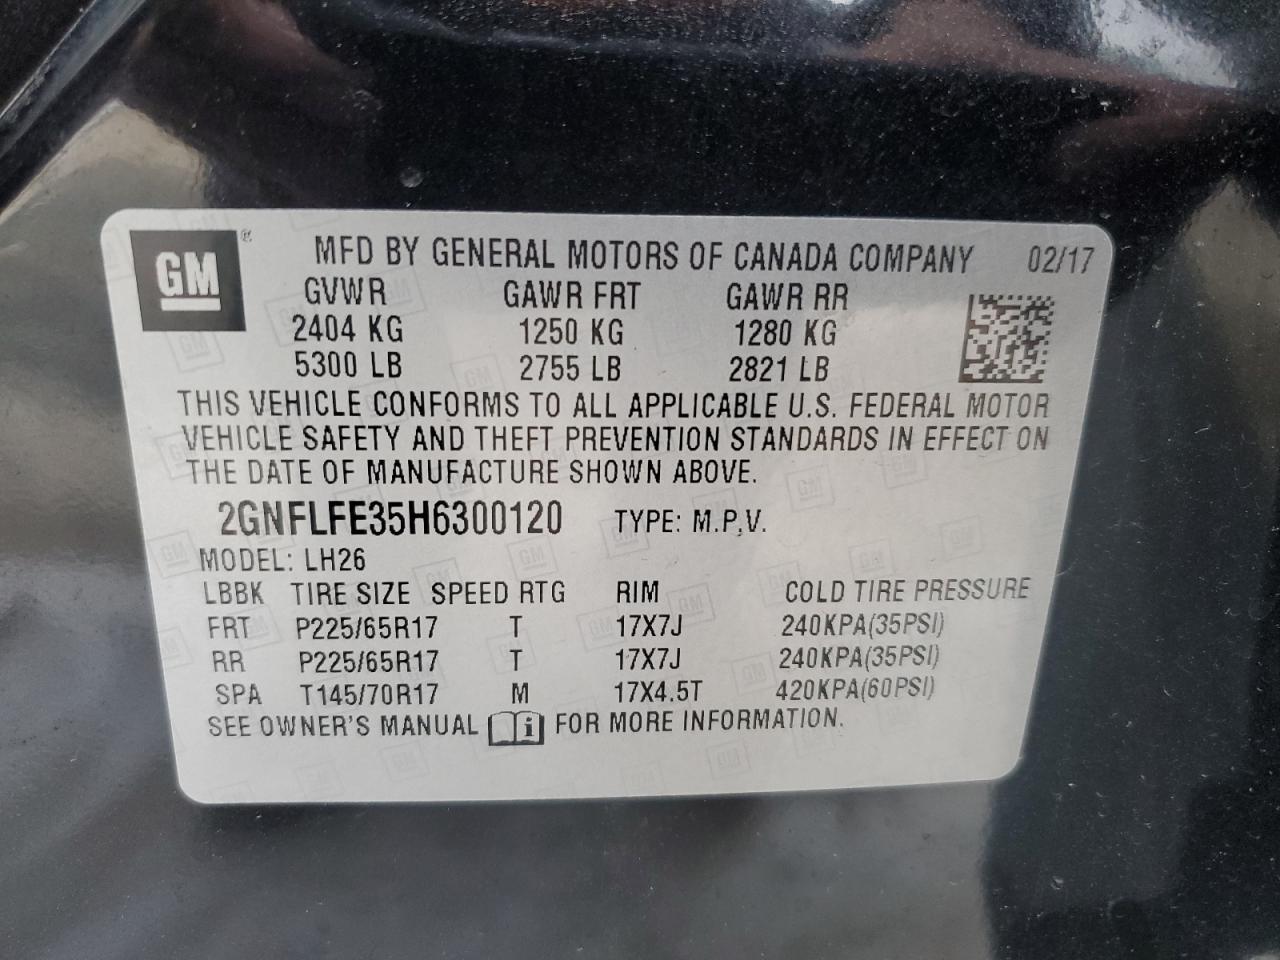 GM ® MFD BY GENERAL MOTORS OF CANADA COMPANY 02/17
GVWR GAWR FRT GAWR RR
2404 KG 1250 KG 1280 KG
5300 LB 2755 LB 2821 LB
THIS VEHICLE CONFORMS TO ALL APPLICABLE U.S. FEDERAL MOTOR
VEHICLE SAFETY AND THEFT PREVENTION STANDARDS IN EFFECT ON
THE DATE OF MANUFACTURE SHOWN ABOVE.
2GNFLFE35H6300120 TYPE: M.P.V.
MODEL: LH26
LBBK TIRE SIZE SPEED RTG RIM COLD TIRE PRESSURE
FRT P225/65R17 T 17X7J 240KPA(35PSI)
RR P225/65R17 T 17X7J 240KPA(35PSI)
SPA T145/70R17 M 17X4.5T 420KPA(60PSI)
SEE OWNER'S MANUAL i FOR MORE INFORMATION.